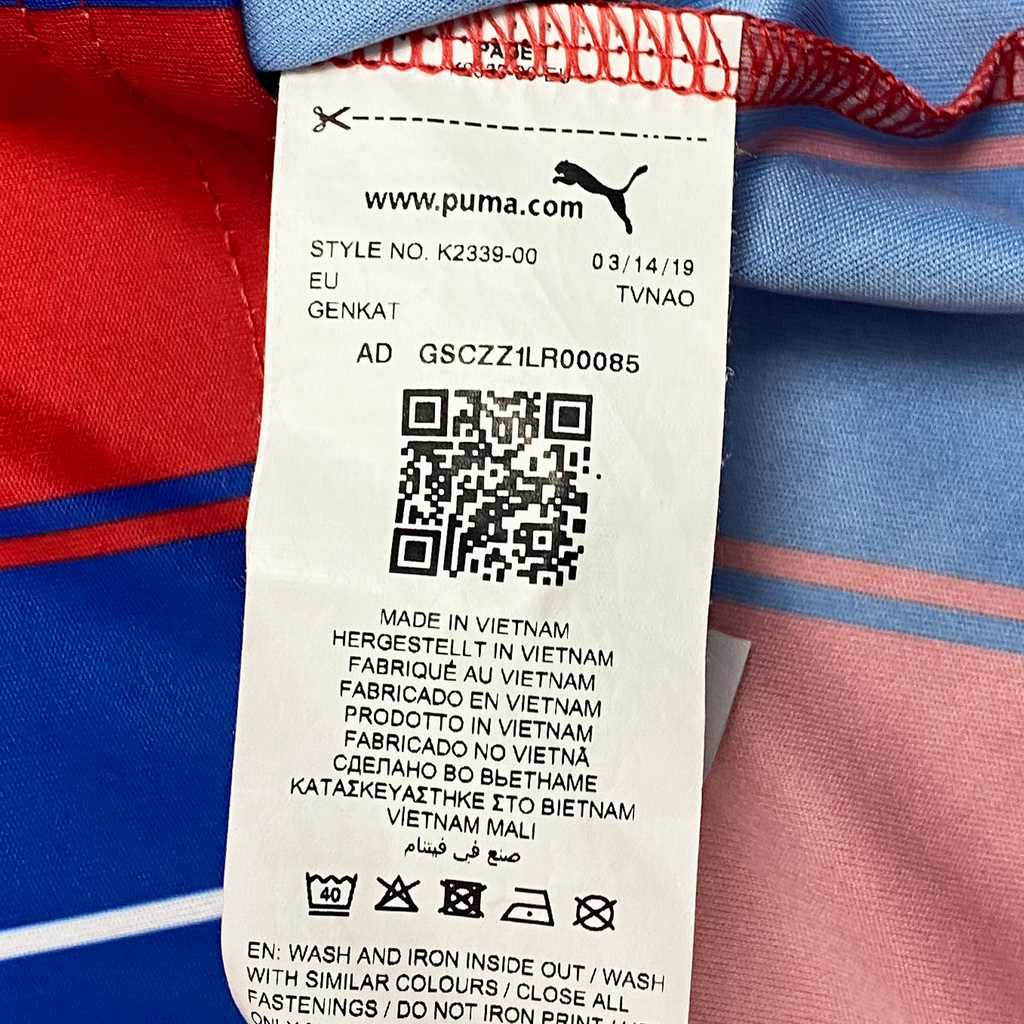 www.puma.com
STYLE NO. K2339-00 03/14/19
EU TVNAO
GENKAT
AD GSCZZ1LR00085
MADE IN VIETNAM
HERGESTELLT IN VIETNAM
FABRIQUÉ AU VIETNAM
FABRICADO EN VIETNAM
PRODOTTO IN VIETNAM
FABRICADO NO VIETNÃ
СДЕЛАНО ВО ВЬЕТНАМЕ
ΚΑΤΑΣΚΕΥΑΣΤΗΚΕ ΣΤΟ ΒΙΕΤΝΑΜ
VİETNAM MALI
صنع في فيتنام
40
EN: WASH AND IRON INSIDE OUT / WASH
WITH SIMILAR COLOURS / CLOSE ALL
FASTENINGS / DO NOT IRON PRINT